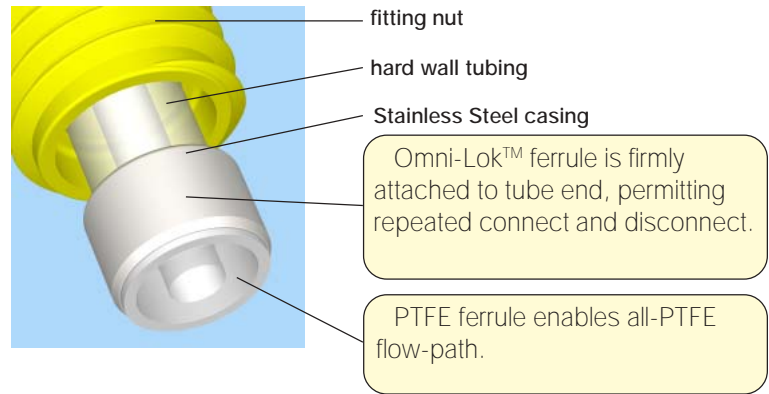 fitting nut
hard wall tubing
Stainless Steel casing
Omni-Lok™ ferrule is firmly
attached to tube end, permitting
repeated connect and disconnect.
PTFE ferrule enables all-PTFE
flow-path.